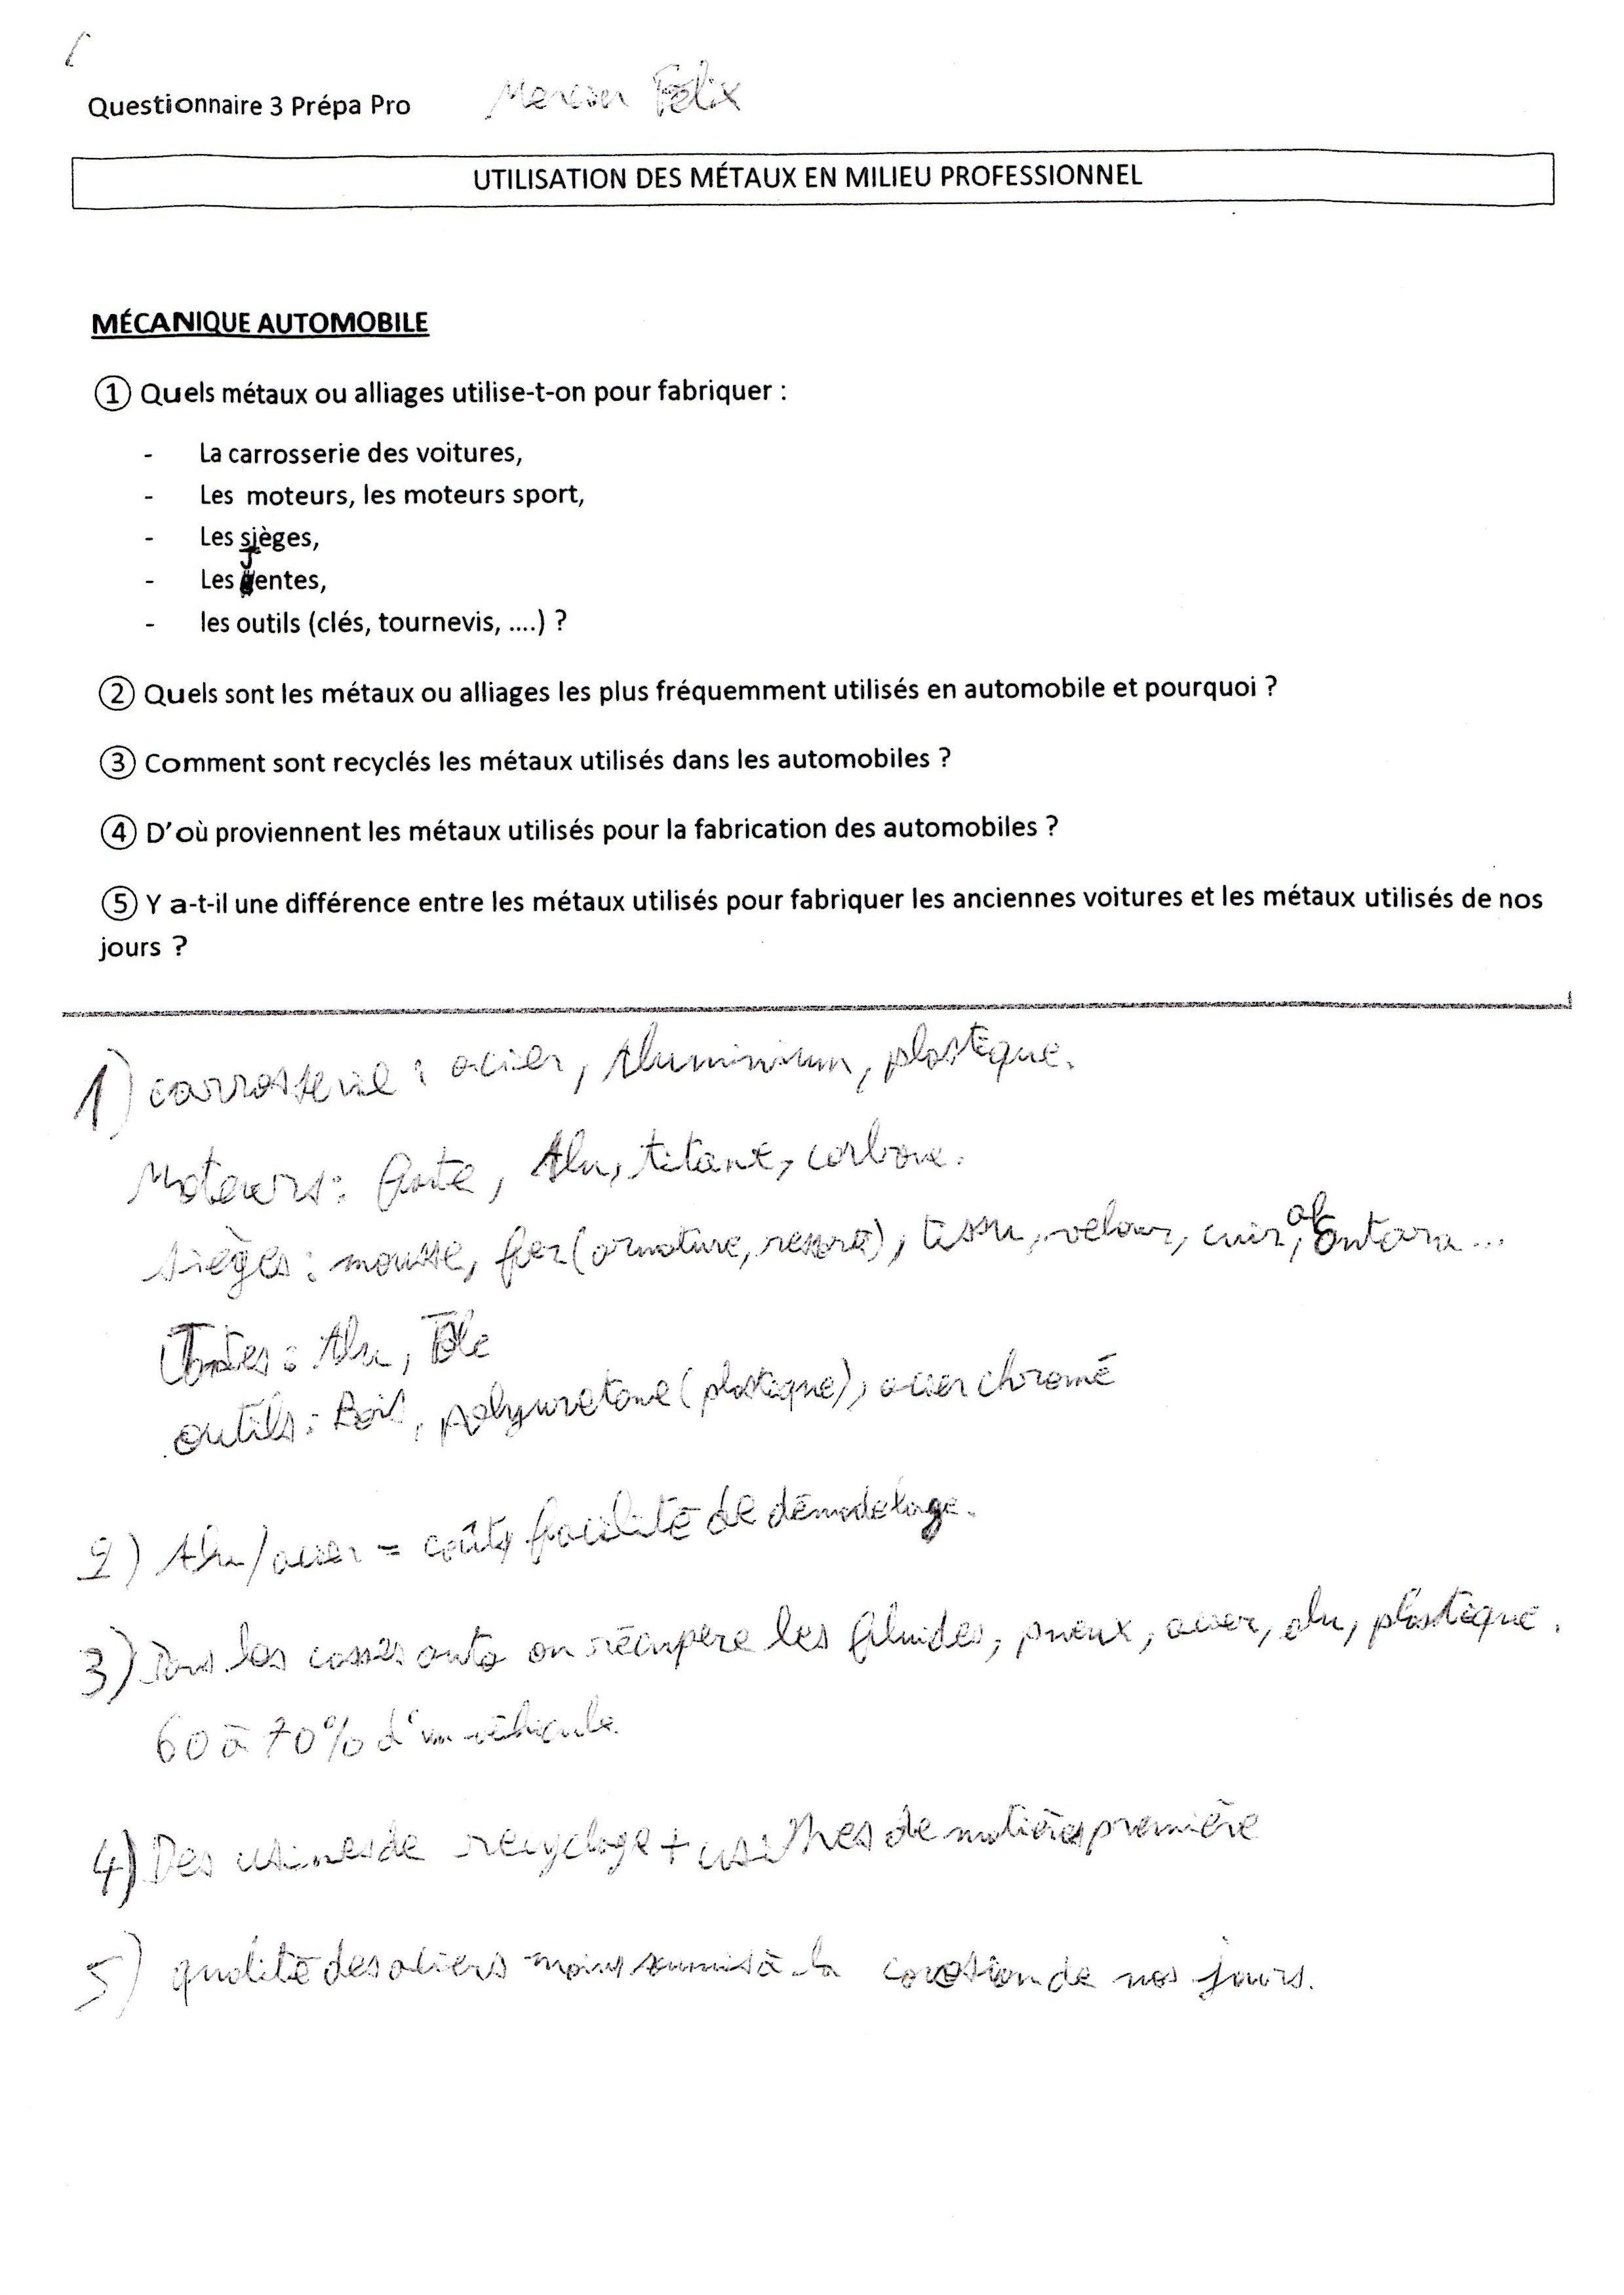 Questionnaire 3 Prépa Pro Félix
UTILISATION DES MÉTAUX EN MILIEU PROFESSIONNEL
MÉCANIQUE AUTOMOBILE
① Quels métaux ou alliages utilise-t-on pour fabriquer :
- La carrosserie des voitures,
- Les moteurs, les moteurs sport,
- Les sièges,
- Les Jentes,
- les outils (clés, tournevis, ....) ?
② Quels sont les métaux ou alliages les plus fréquemment utilisés en automobile et pourquoi ?
③ Comment sont recyclés les métaux utilisés dans les automobiles ?
④ D'où proviennent les métaux utilisés pour la fabrication des automobiles ?
⑤ Y a-t-il une différence entre les métaux utilisés pour fabriquer les anciennes voitures et les métaux utilisés de nos
jours ?
1) carrosserie : acier, Aluminium, plastique.
Moteurs : fonte, Alu, titane, carbone.
sièges : mousse, fer (armature, ressort), tissu, velour, cuir, alcantara...
Jentes : Alu, Tôle
outils : Bois, polyuretane (plastique), acier chromé
2) Alu/acier = coût, facilité de démodelage.
3) Dans les casses auto on récupère les fluides, pneux, acier, alu, plastique.
60 à 70% d'un véhicule.
4) Des usines de recyclage + usines de matières première
5) qualité des aciers moins soumis à la corosion de nos jours.